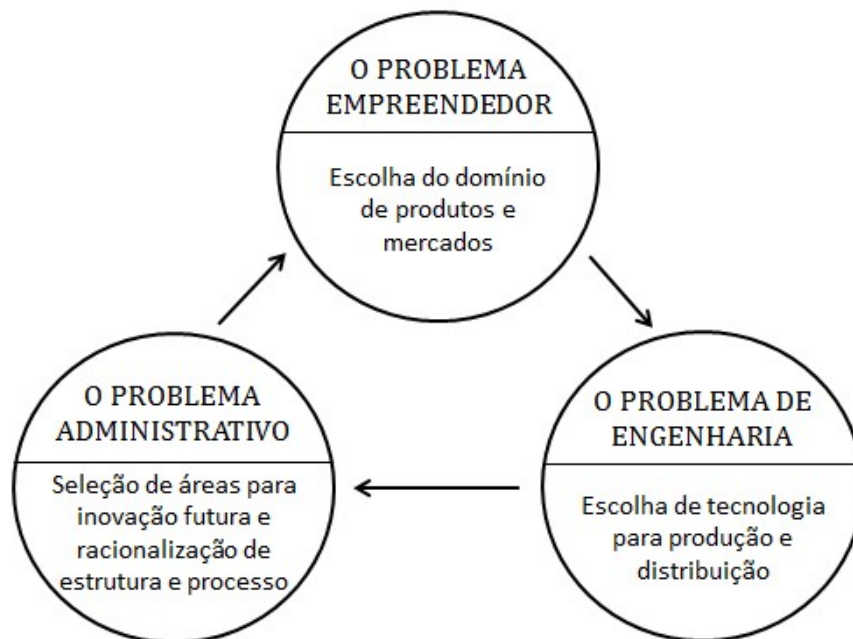 O PROBLEMA
EMPREENDEDOR
Escolha do domínio
de produtos e
mercados
O PROBLEMA
ADMINISTRATIVO
Seleção de áreas para
inovação futura e
racionalização de
estrutura e processo
O PROBLEMA DE
ENGENHARIA
Escolha de tecnologia
para produção e
distribuição